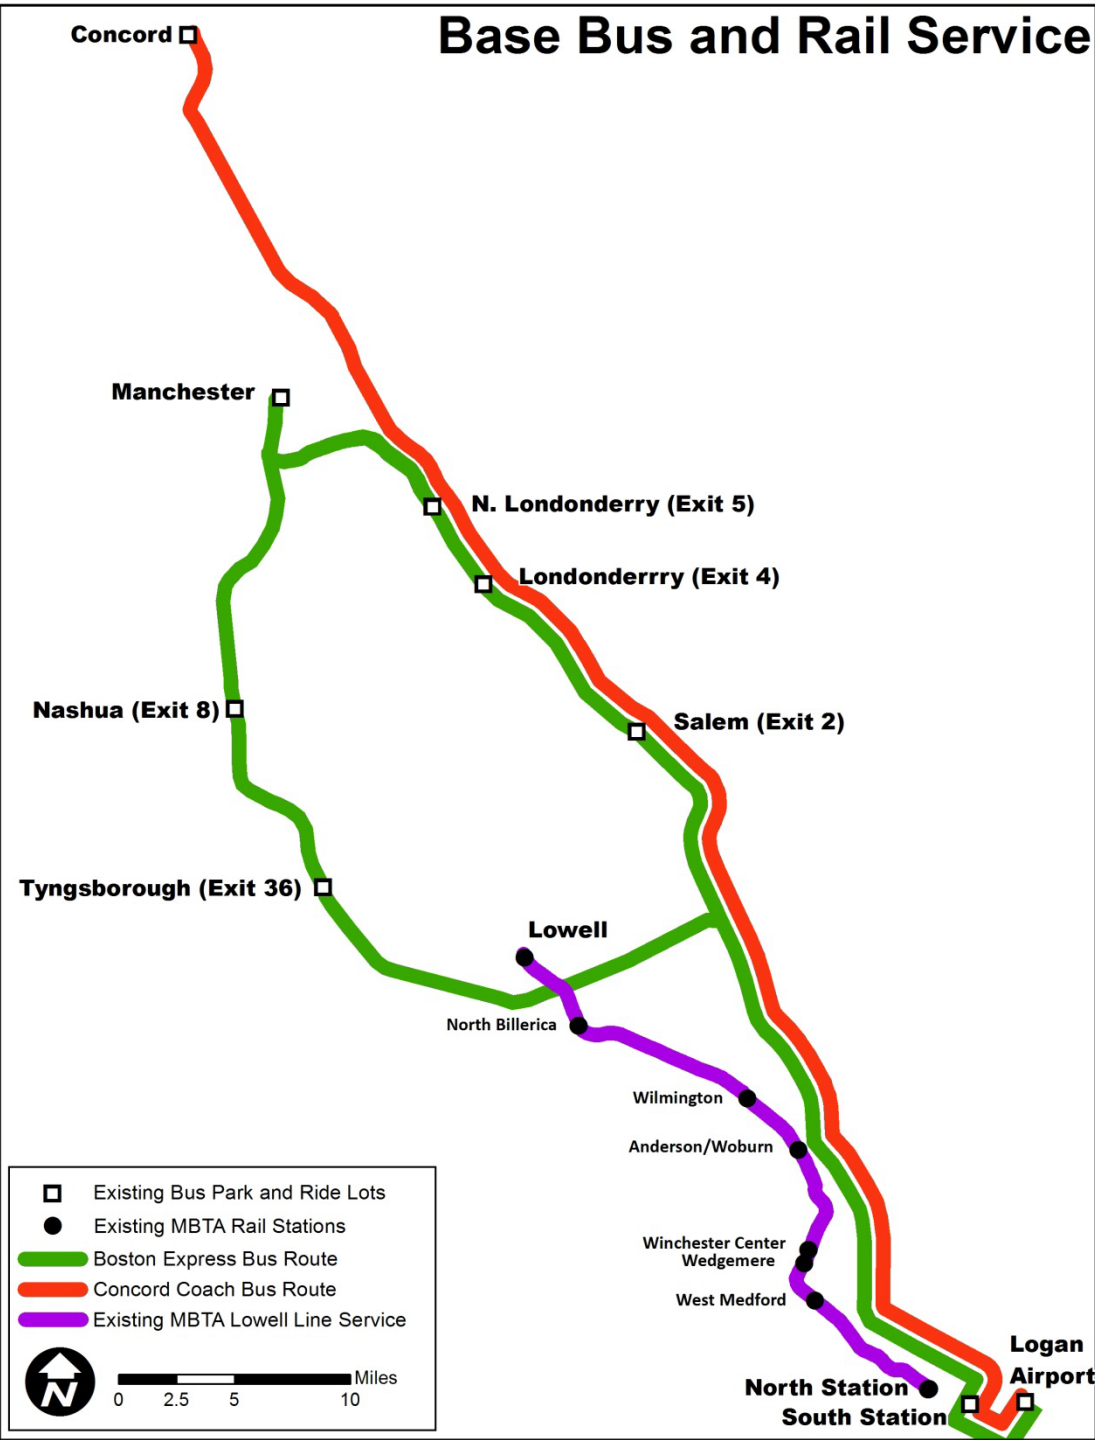 Base Bus and Rail Service
Concord
Manchester
N. Londonderry (Exit 5)
Londonderrry (Exit 4)
Nashua (Exit 8)
Salem (Exit 2)
Tyngsborough (Exit 36)
Lowell
North Billerica
Wilmington
Anderson/Woburn
Winchester Center
Wedgemere
West Medford
Logan
Airport
North Station
South Station
Existing Bus Park and Ride Lots
Existing MBTA Rail Stations
Boston Express Bus Route
Concord Coach Bus Route
Existing MBTA Lowell Line Service
N
Miles
0 2.5 5 10